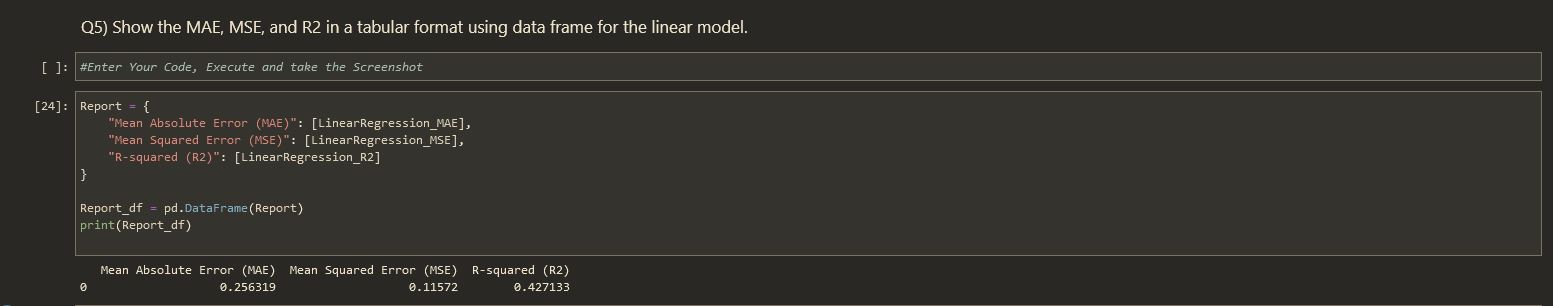 Q5) Show the MAE, MSE, and R2 in a tabular format using data frame for the linear model.
[ ]: #Enter Your Code, Execute and take the Screenshot
[24]: Report = {
    "Mean Absolute Error (MAE)": [LinearRegression_MAE],
    "Mean Squared Error (MSE)": [LinearRegression_MSE],
    "R-squared (R2)": [LinearRegression_R2]
}
Report_df = pd.DataFrame(Report)
print(Report_df)
   Mean Absolute Error (MAE)  Mean Squared Error (MSE)  R-squared (R2)
0                   0.256319                   0.11572        0.427133